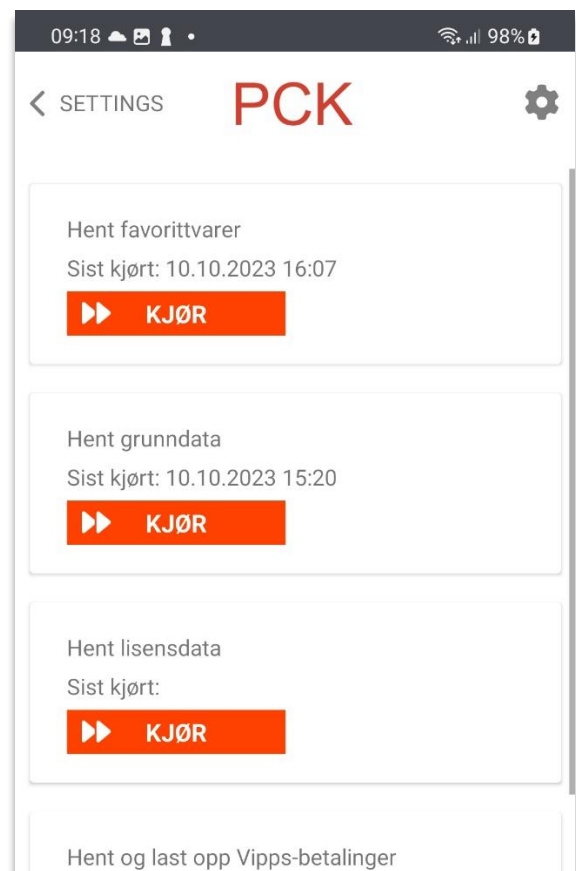 09:18 98%
SETTINGS PCK
Hent favorittvarer
Sist kjørt: 10.10.2023 16:07
KJØR
Hent grunndata
Sist kjørt: 10.10.2023 15:20
KJØR
Hent lisensdata
Sist kjørt:
KJØR
Hent og last opp Vipps-betalinger